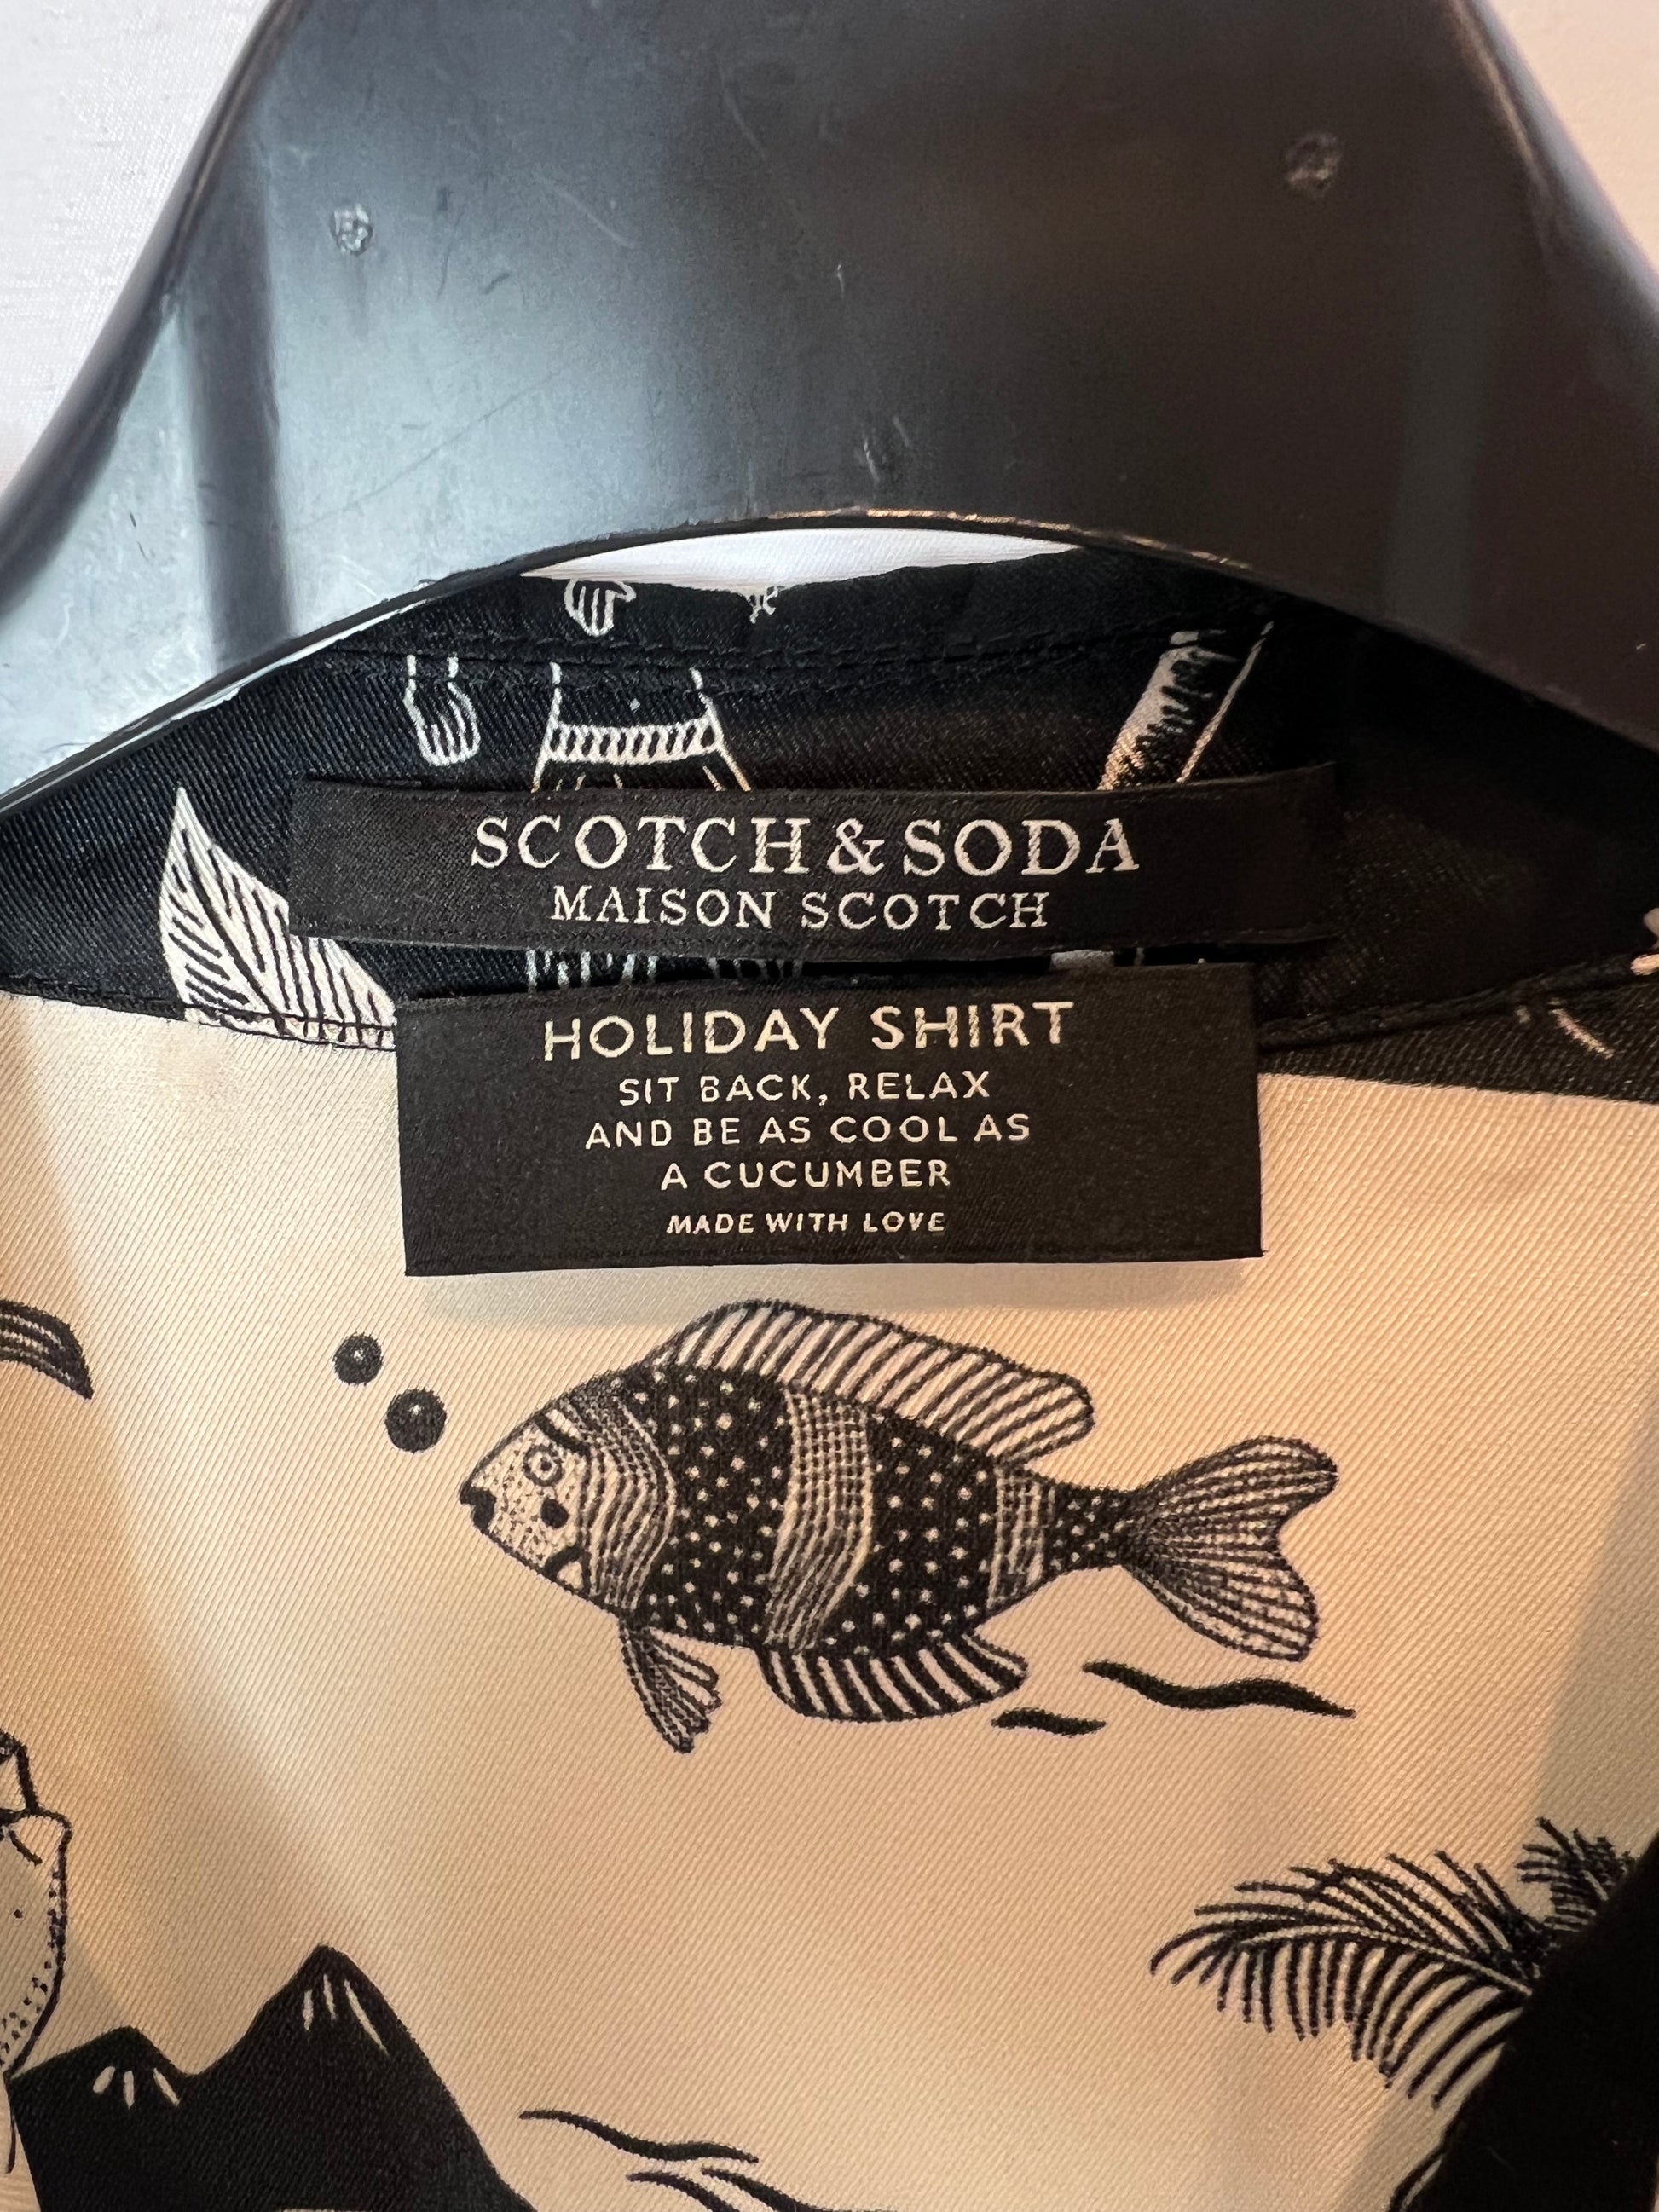 SCOTCH & SODA
MAISON SCOTCH
HOLIDAY SHIRT
SIT BACK, RELAX
AND BE AS COOL AS
A CUCUMBER
MADE WITH LOVE